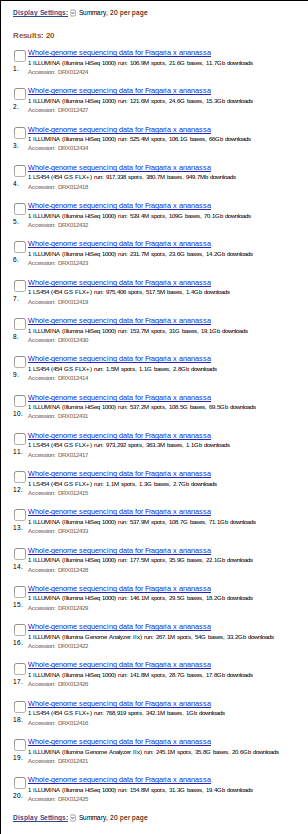 Display Settings: Summary, 20 per page
Results: 20
Whole-genome sequencing data for Fragaria x ananassa
1. 1 ILLUMINA (Illumina HiSeq 1000) run: 106.9M spots, 21.6G bases, 11.7Gb downloads
Accession: DRX012424
Whole-genome sequencing data for Fragaria x ananassa
2. 1 ILLUMINA (Illumina HiSeq 1000) run: 121.6M spots, 24.6G bases, 15.3Gb downloads
Accession: DRX012427
Whole-genome sequencing data for Fragaria x ananassa
3. 1 ILLUMINA (Illumina HiSeq 1000) run: 525.4M spots, 106.1G bases, 66Gb downloads
Accession: DRX012434
Whole-genome sequencing data for Fragaria x ananassa
4. 1 LS454 (454 GS FLX+) run: 917,338 spots, 380.7M bases, 949.7Mb downloads
Accession: DRX012418
Whole-genome sequencing data for Fragaria x ananassa
5. 1 ILLUMINA (Illumina HiSeq 1000) run: 539.4M spots, 109G bases, 70.1Gb downloads
Accession: DRX012432
Whole-genome sequencing data for Fragaria x ananassa
6. 1 ILLUMINA (Illumina HiSeq 1000) run: 231.7M spots, 23.6G bases, 14.2Gb downloads
Accession: DRX012423
Whole-genome sequencing data for Fragaria x ananassa
7. 1 LS454 (454 GS FLX+) run: 975,406 spots, 517.5M bases, 1.4Gb downloads
Accession: DRX012419
Whole-genome sequencing data for Fragaria x ananassa
8. 1 ILLUMINA (Illumina HiSeq 1000) run: 153.7M spots, 31G bases, 19.1Gb downloads
Accession: DRX012430
Whole-genome sequencing data for Fragaria x ananassa
9. 1 LS454 (454 GS FLX+) run: 1.5M spots, 1.1G bases, 2.8Gb downloads
Accession: DRX012414
Whole-genome sequencing data for Fragaria x ananassa
10. 1 ILLUMINA (Illumina HiSeq 1000) run: 537.2M spots, 108.5G bases, 69.5Gb downloads
Accession: DRX012431
Whole-genome sequencing data for Fragaria x ananassa
11. 1 LS454 (454 GS FLX+) run: 973,292 spots, 363.3M bases, 1.1Gb downloads
Accession: DRX012417
Whole-genome sequencing data for Fragaria x ananassa
12. 1 LS454 (454 GS FLX+) run: 1.1M spots, 1.3G bases, 2.7Gb downloads
Accession: DRX012415
Whole-genome sequencing data for Fragaria x ananassa
13. 1 ILLUMINA (Illumina HiSeq 1000) run: 537.9M spots, 108.7G bases, 71.1Gb downloads
Accession: DRX012433
Whole-genome sequencing data for Fragaria x ananassa
14. 1 ILLUMINA (Illumina HiSeq 1000) run: 177.5M spots, 35.9G bases, 22.1Gb downloads
Accession: DRX012428
Whole-genome sequencing data for Fragaria x ananassa
15. 1 ILLUMINA (Illumina HiSeq 1000) run: 146.1M spots, 29.5G bases, 18.2Gb downloads
Accession: DRX012429
Whole-genome sequencing data for Fragaria x ananassa
16. 1 ILLUMINA (Illumina Genome Analyzer IIx) run: 267.1M spots, 54G bases, 33.2Gb downloads
Accession: DRX012422
Whole-genome sequencing data for Fragaria x ananassa
17. 1 ILLUMINA (Illumina HiSeq 1000) run: 141.8M spots, 28.7G bases, 17.8Gb downloads
Accession: DRX012426
Whole-genome sequencing data for Fragaria x ananassa
18. 1 LS454 (454 GS FLX+) run: 768,919 spots, 342.1M bases, 1Gb downloads
Accession: DRX012416
Whole-genome sequencing data for Fragaria x ananassa
19. 1 ILLUMINA (Illumina Genome Analyzer IIx) run: 245.1M spots, 35.8G bases, 20.6Gb downloads
Accession: DRX012421
Whole-genome sequencing data for Fragaria x ananassa
20. 1 ILLUMINA (Illumina HiSeq 1000) run: 154.8M spots, 31.3G bases, 19.4Gb downloads
Accession: DRX012425
Display Settings: Summary, 20 per page